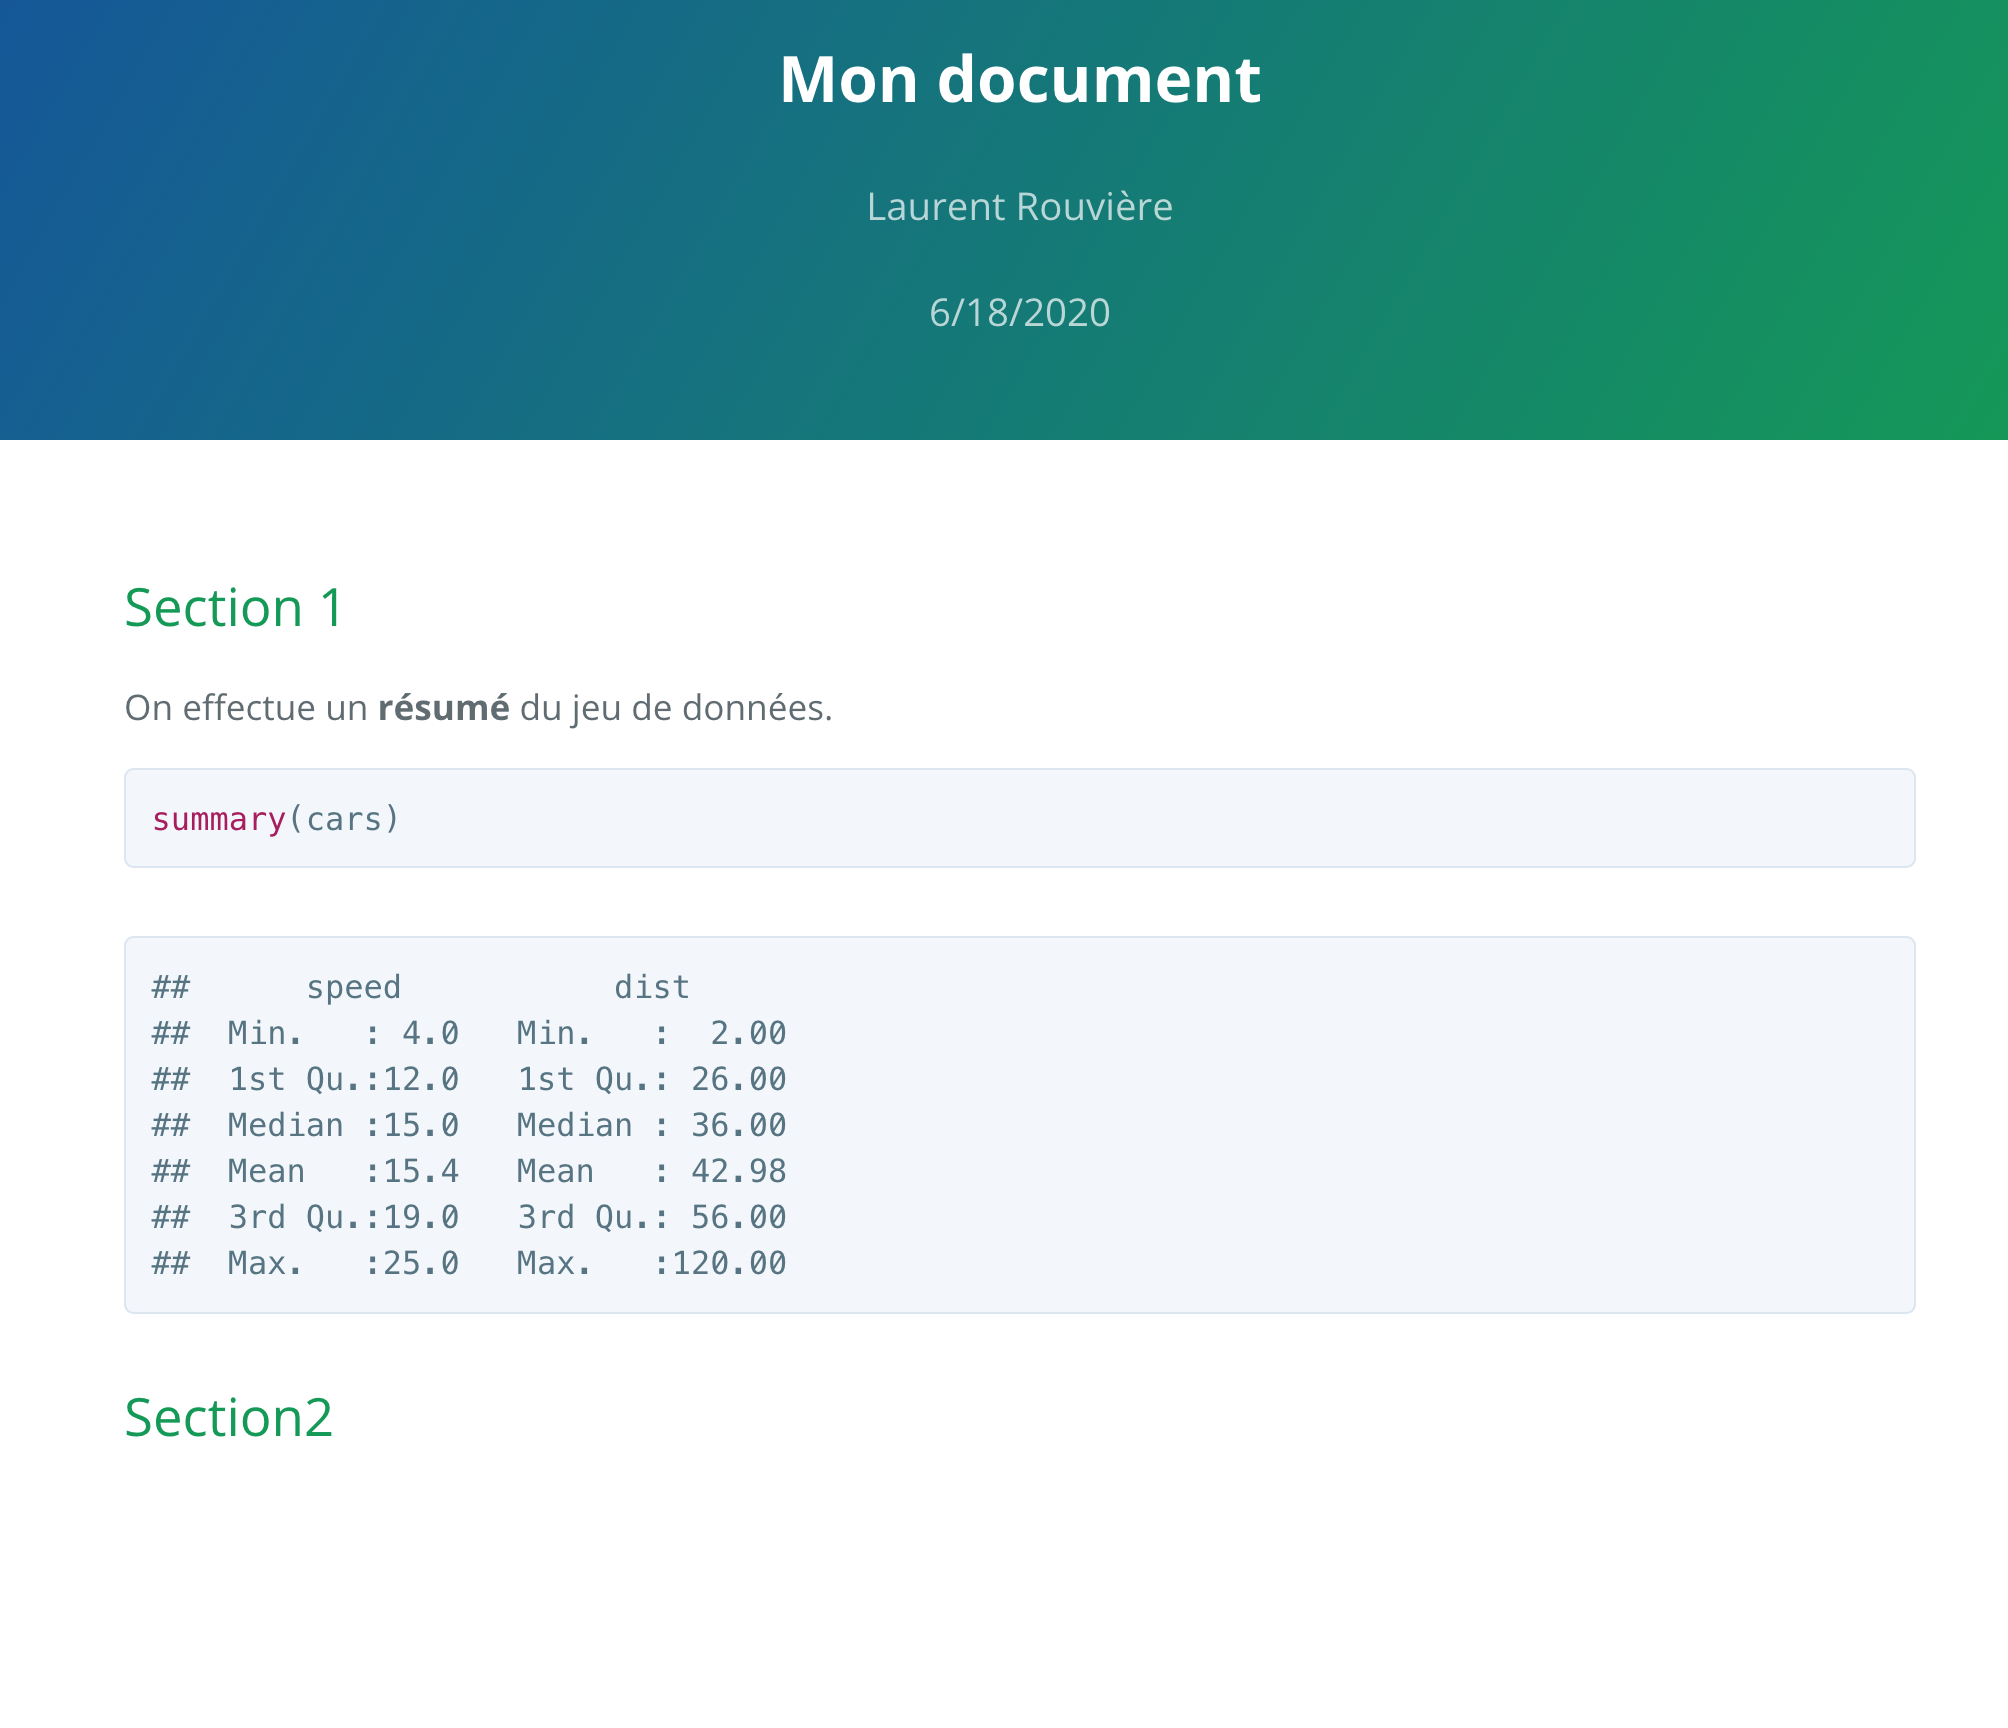 Mon document
Laurent Rouvière
6/18/2020
Section 1
On effectue un résumé du jeu de données.
summary(cars)
##      speed           dist
##  Min.   : 4.0   Min.   :  2.00
##  1st Qu.:12.0   1st Qu.: 26.00
##  Median :15.0   Median : 36.00
##  Mean   :15.4   Mean   : 42.98
##  3rd Qu.:19.0   3rd Qu.: 56.00
##  Max.   :25.0   Max.   :120.00
Section2